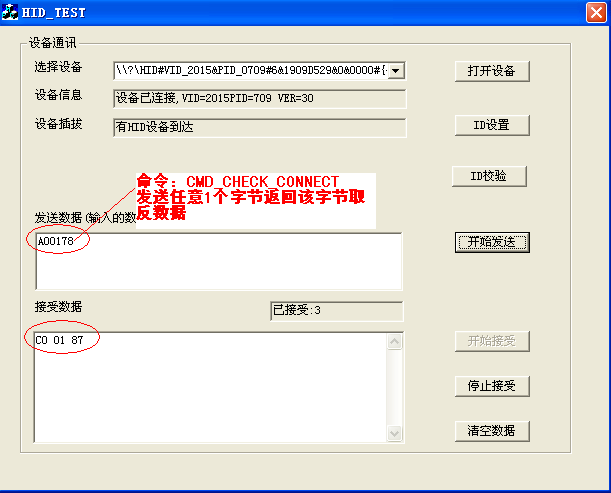 HID_TEST
设备通讯
选择设备
\\?\HID#VID_2015&PID_0709#6&1909D529&0&0000#{
打开设备
设备信息
设备已连接,VID=2015PID=709 VER=30
设备插拔
有HID设备到达
ID设置
ID校验
命令：CMD_CHECK_CONNECT
发送任意1个字节返回该字节取
反数据
发送数据(输入的数
A00178
开始发送
接受数据
已接受:3
C0 01 87
开始接受
停止接受
清空数据